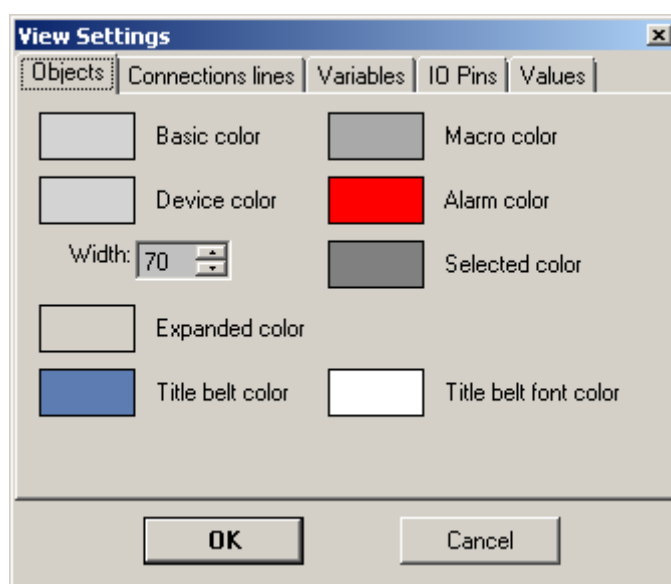 View Settings
Objects Connections lines Variables IO Pins Values
Basic color Macro color
Device color Alarm color
Width: 70 Selected color
Expanded color
Title belt color Title belt font color
OK Cancel